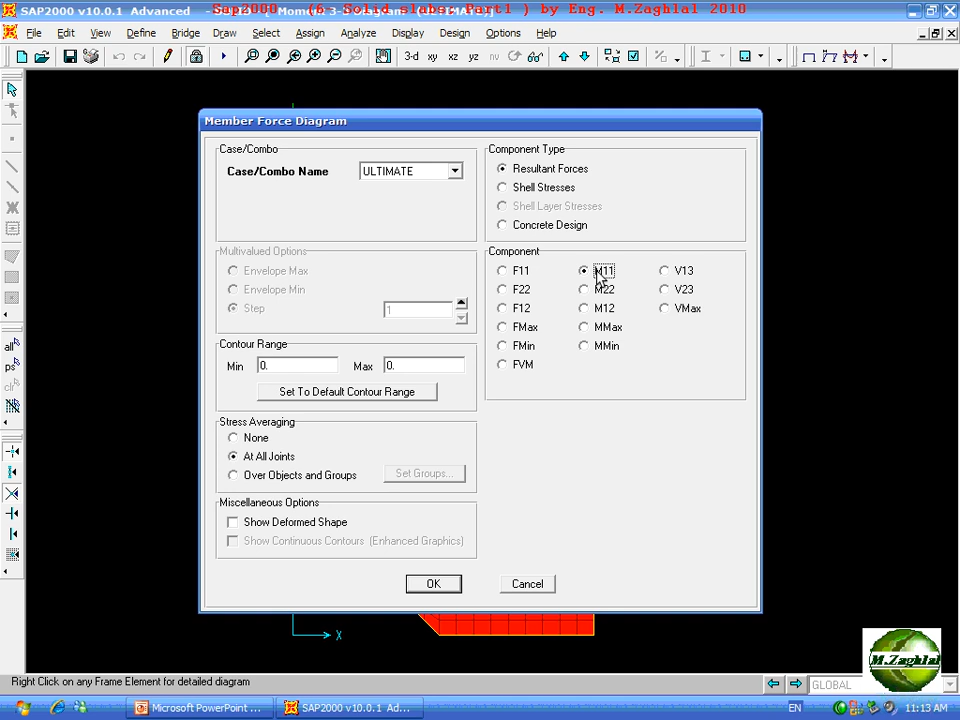 SAP2000 v10.0.1 Advanced
Sap2000 (6- Solid slabs: Part1 ) by Eng. M.Zaghlal 2010
File Edit View Define Bridge Draw Select Assign Analyze Display Design Options Help
3-d xy xz yz nv
Member Force Diagram
Case/Combo
Case/Combo Name ULTIMATE
Multivalued Options
Envelope Max
Envelope Min
Step 1
Contour Range
Min 0. Max 0.
Set To Default Contour Range
Stress Averaging
None
At All Joints
Over Objects and Groups Set Groups...
Miscellaneous Options
Show Deformed Shape
Show Continuous Contours (Enhanced Graphics)
Component Type
Resultant Forces
Shell Stresses
Shell Layer Stresses
Concrete Design
Component
F11 M11 V13
F22 M22 V23
F12 M12 VMax
FMax MMax
FMin MMin
FVM
OK Cancel
all
ps
clr
X
M.Zaghlal
Right Click on any Frame Element for detailed diagram
GLOBAL
Microsoft PowerPoint ...
SAP2000 v10.0.1 Ad...
EN
11:13 AM